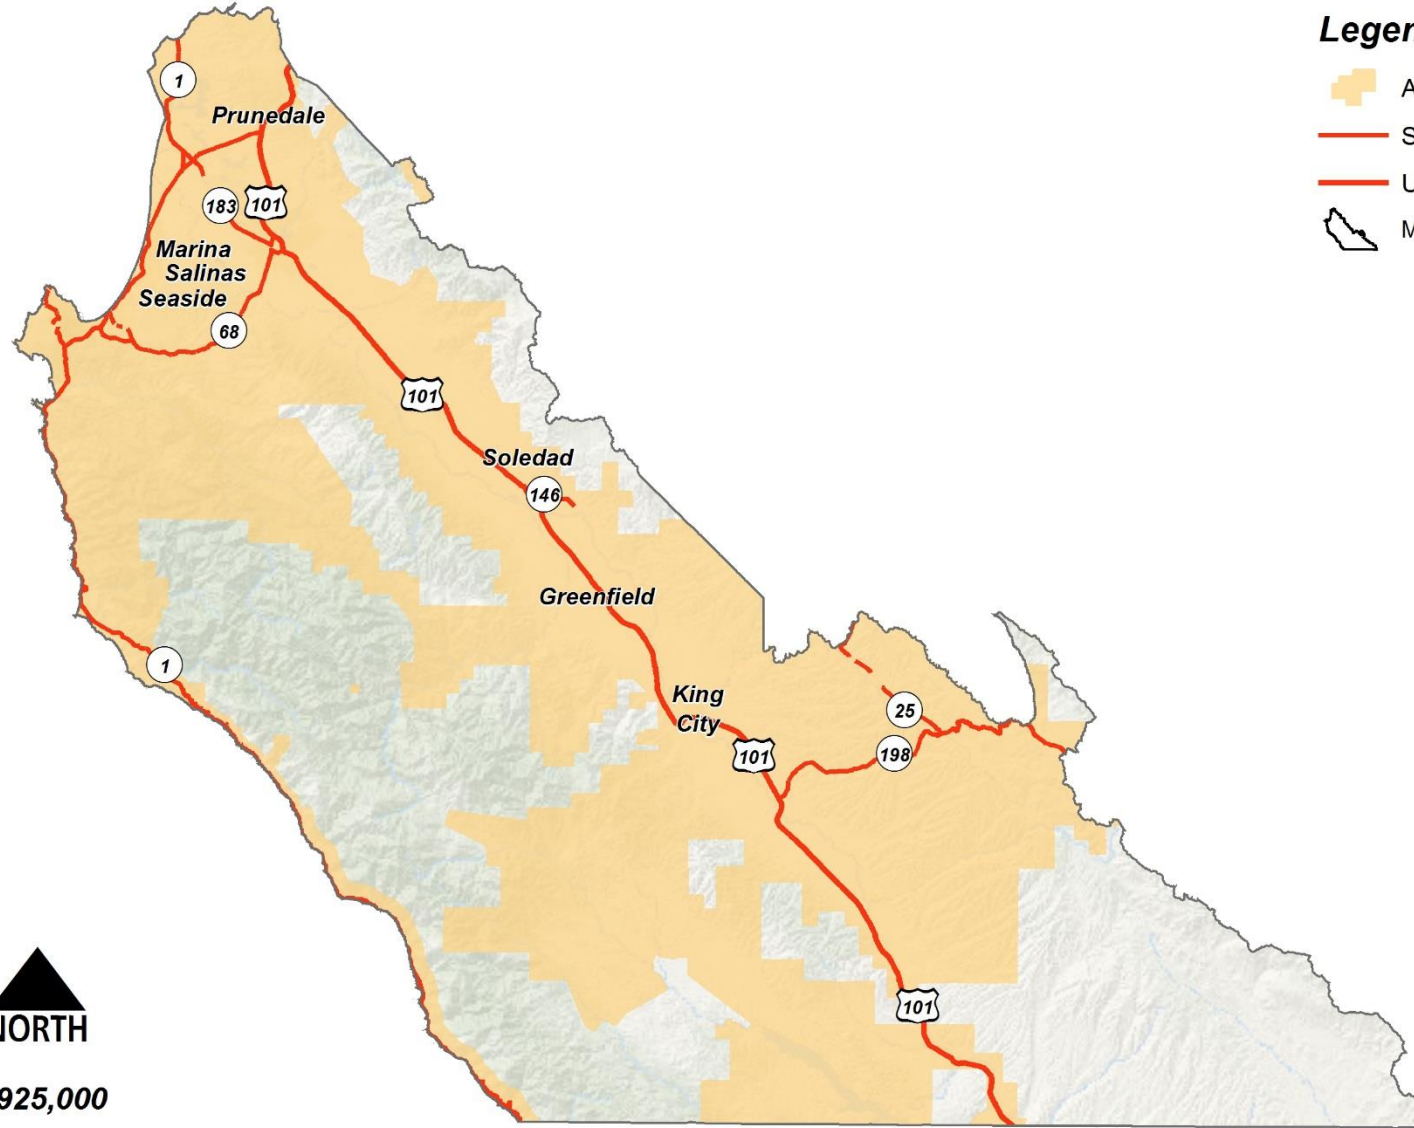 Legen
A
S
U
M
1
Prunedale
183
101
Marina
Salinas
Seaside
68
101
Soledad
146
Greenfield
1
King
City
25
198
101
101
NORTH
925,000